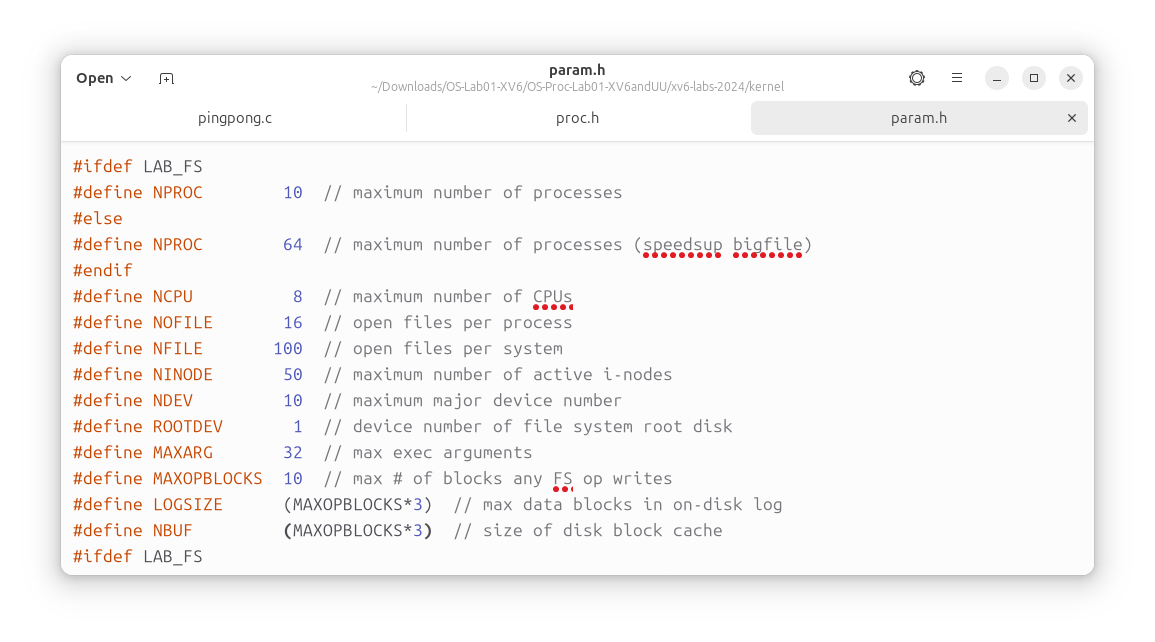 Open
param.h
~/Downloads/OS-Lab01-XV6/OS-Proc-Lab01-XV6andUU/xv6-labs-2024/kernel
pingpong.c proc.h param.h
#ifdef LAB_FS
#define NPROC        10  // maximum number of processes
#else
#define NPROC        64  // maximum number of processes (speedsup bigfile)
#endif
#define NCPU          8  // maximum number of CPUs
#define NOFILE       16  // open files per process
#define NFILE       100  // open files per system
#define NINODE       50  // maximum number of active i-nodes
#define NDEV         10  // maximum major device number
#define ROOTDEV       1  // device number of file system root disk
#define MAXARG       32  // max exec arguments
#define MAXOPBLOCKS  10  // max # of blocks any FS op writes
#define LOGSIZE      (MAXOPBLOCKS*3)  // max data blocks in on-disk log
#define NBUF         (MAXOPBLOCKS*3)  // size of disk block cache
#ifdef LAB_FS